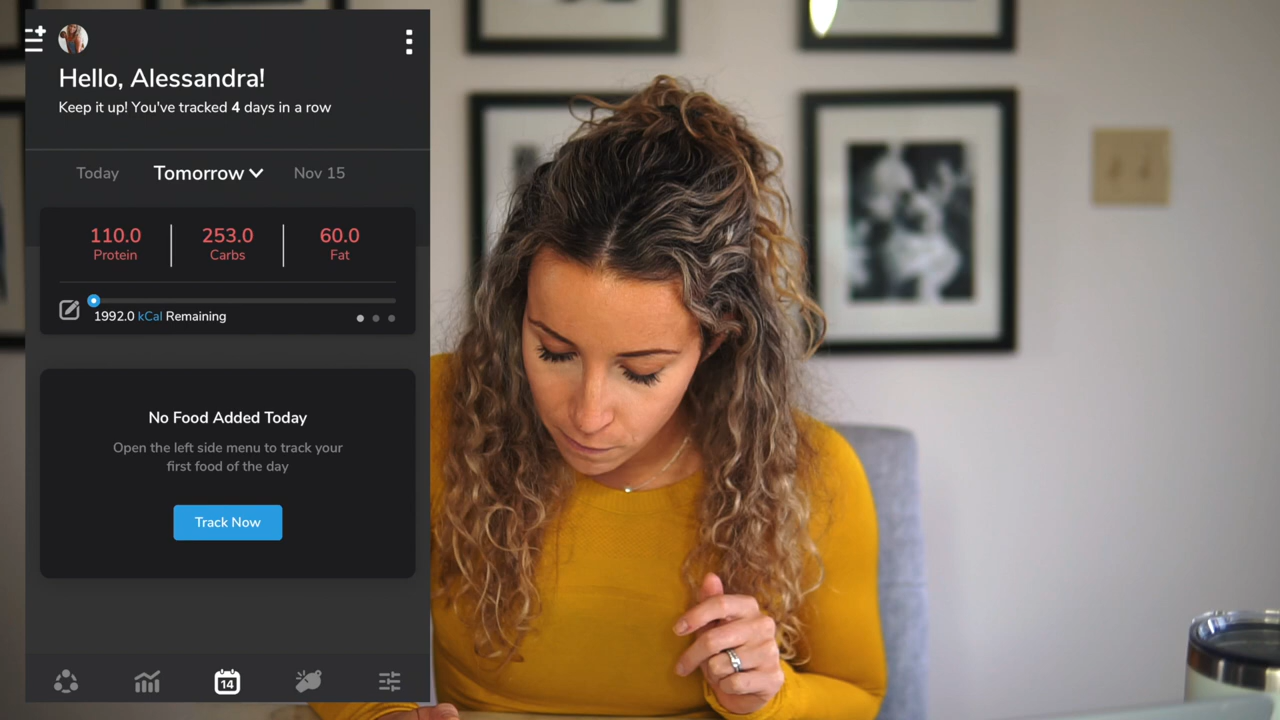 Hello, Alessandra!
Keep it up! You've tracked 4 days in a row
Today Tomorrow Nov 15
110.0 253.0 60.0
Protein Carbs Fat
1992.0 kCal Remaining
No Food Added Today
Open the left side menu to track your
first food of the day
Track Now
14